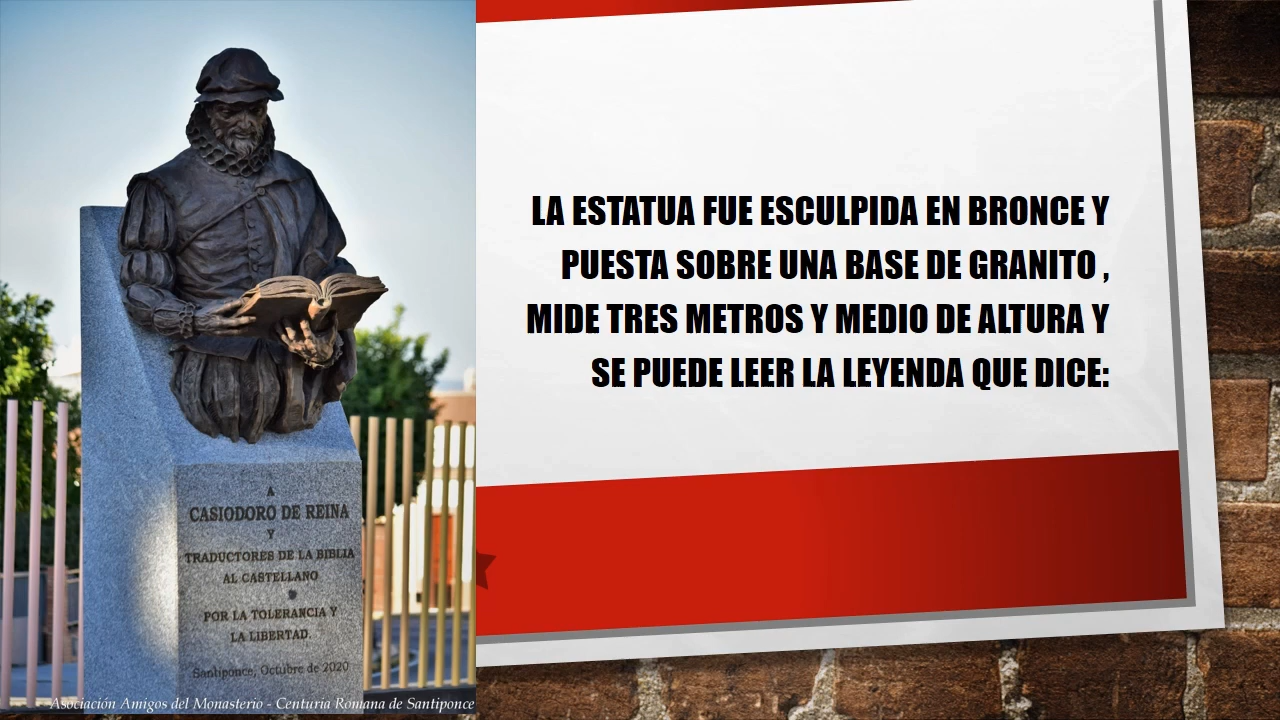 LA ESTATUA FUE ESCULPIDA EN BRONCE Y
PUESTA SOBRE UNA BASE DE GRANITO ,
MIDE TRES METROS Y MEDIO DE ALTURA Y
SE PUEDE LEER LA LEYENDA QUE DICE:
A
CASIODORO DE REINA
Y
TRADUCTORES DE LA BIBLIA
AL CASTELLANO
POR LA TOLERANCIA Y
LA LIBERTAD.
Santiponce, Octubre de 2020
Asociación Amigos del Monasterio - Centuria Romana de Santiponce